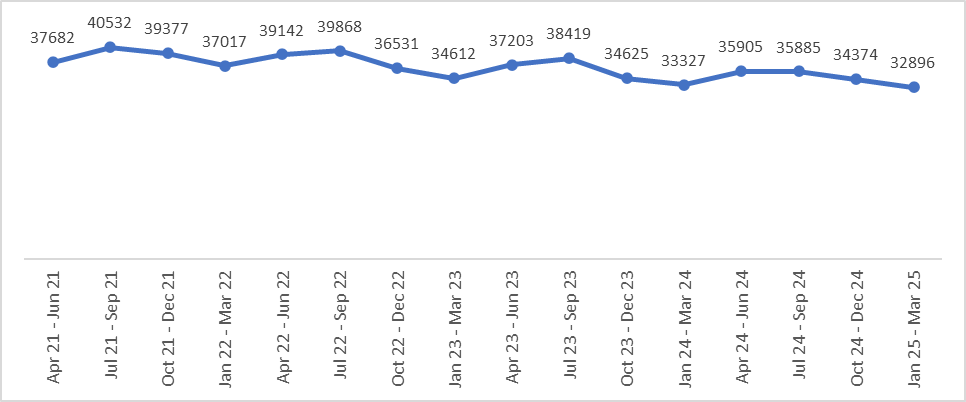 37682
40532
39377
37017
39142
39868
36531
34612
37203
38419
34625
33327
35905
35885
34374
32896
Apr 21 - Jun 21
Jul 21 - Sep 21
Oct 21 - Dec 21
Jan 22 - Mar 22
Apr 22 - Jun 22
Jul 22 - Sep 22
Oct 22 - Dec 22
Jan 23 - Mar 23
Apr 23 - Jun 23
Jul 23 - Sep 23
Oct 23 - Dec 23
Jan 24 - Mar 24
Apr 24 - Jun 24
Jul 24 - Sep 24
Oct 24 - Dec 24
Jan 25 - Mar 25